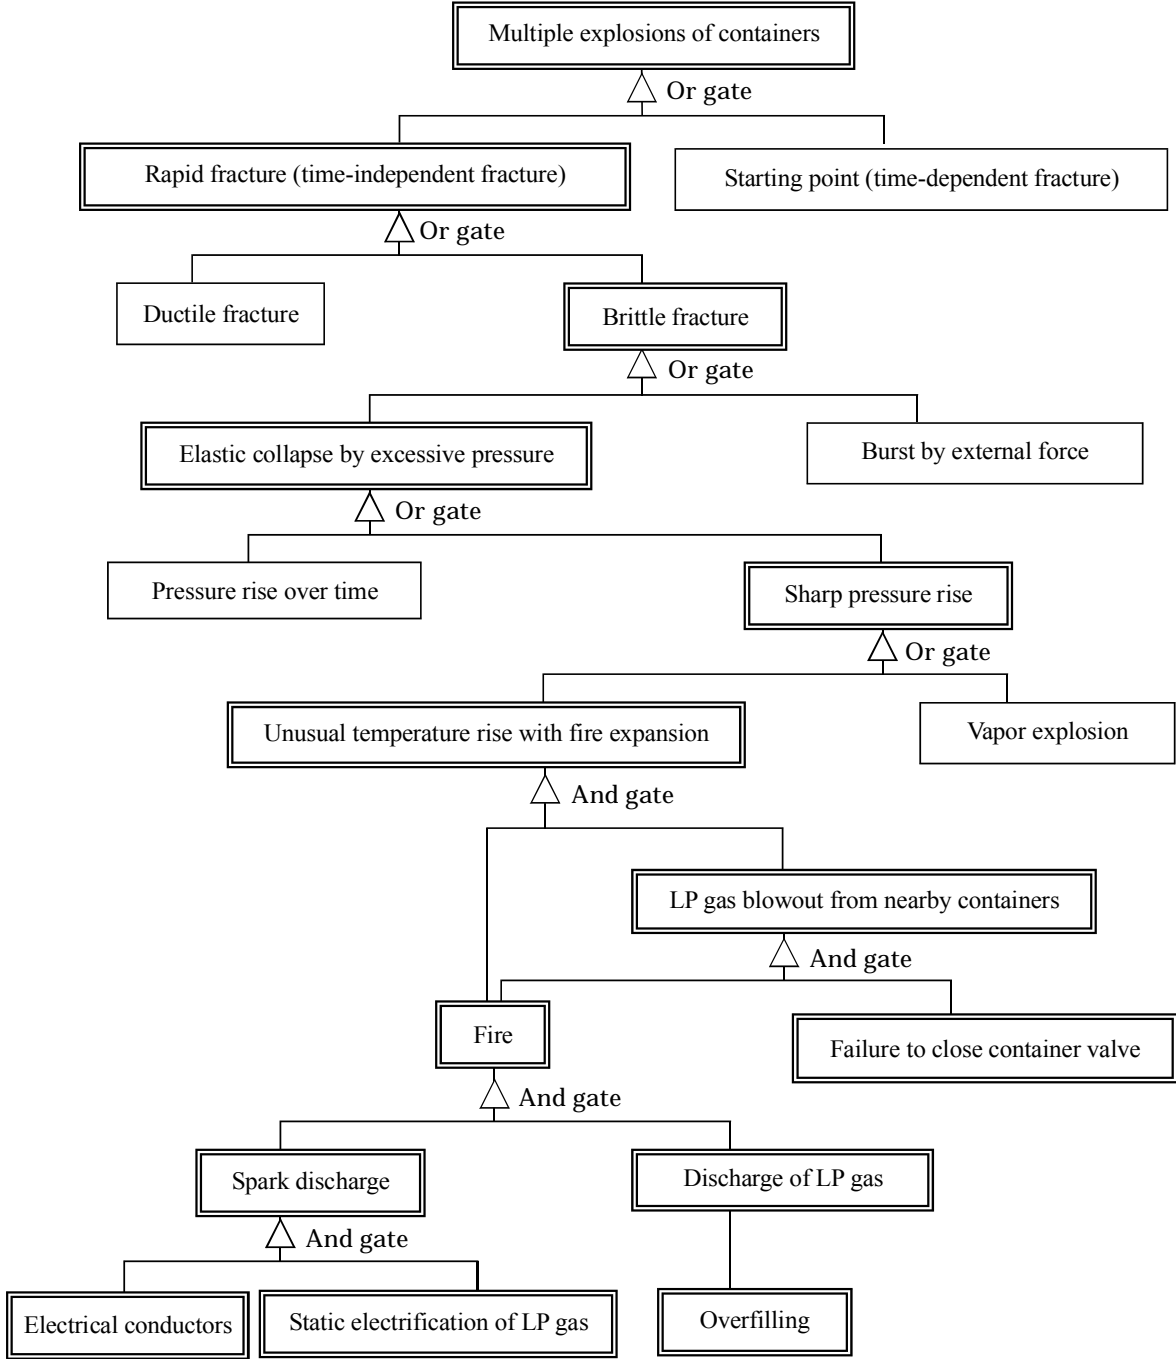 Multiple explosions of containers
Or gate
Rapid fracture (time-independent fracture)
Starting point (time-dependent fracture)
Or gate
Ductile fracture
Brittle fracture
Or gate
Elastic collapse by excessive pressure
Burst by external force
Or gate
Pressure rise over time
Sharp pressure rise
Or gate
Unusual temperature rise with fire expansion
Vapor explosion
And gate
LP gas blowout from nearby containers
And gate
Fire
Failure to close container valve
And gate
Spark discharge
Discharge of LP gas
And gate
Electrical conductors
Static electrification of LP gas
Overfilling